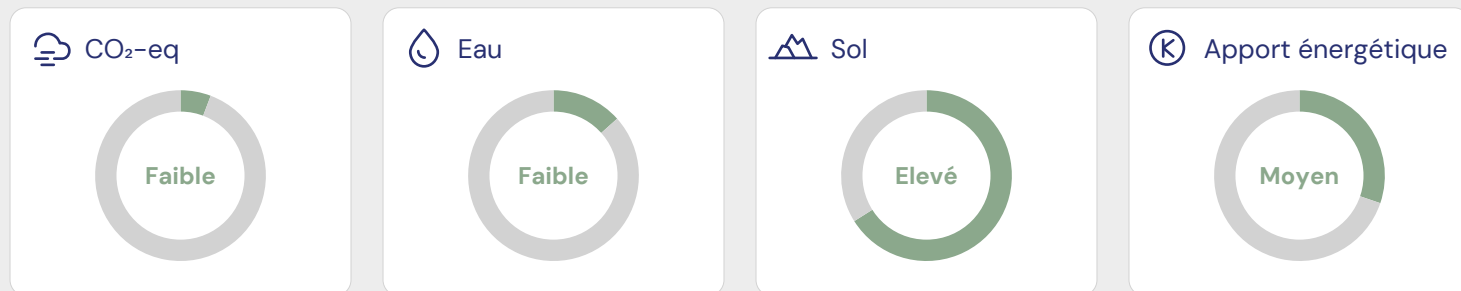 CO₂-eq
Faible
Eau
Faible
Sol
Elevé
Apport énergétique
Moyen